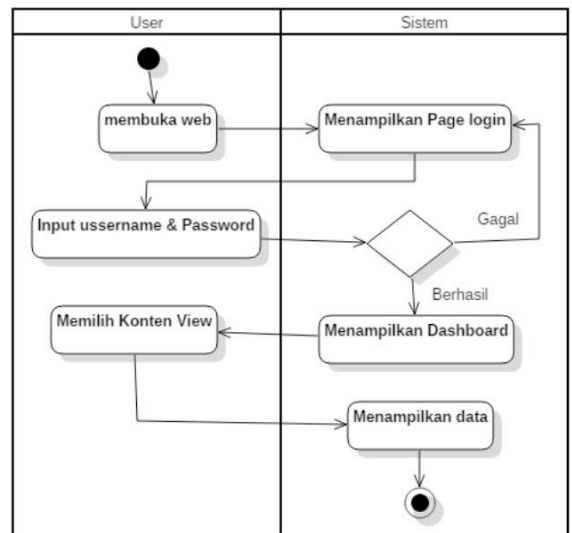 User
Sistem
membuka web
Menampilkan Page login
Input ussername & Password
Gagal
Berhasil
Memilih Konten View
Menampilkan Dashboard
Menampilkan data